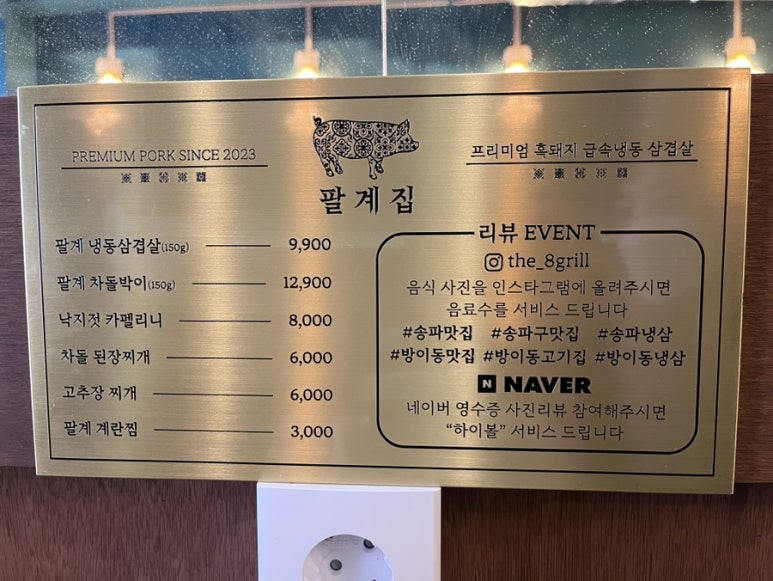 PREMIUM PORK SINCE 2023
프리미엄 흑돼지 급속냉동 삼겹살
팔계집
팔계 냉동삼겹살(150g) 9,900
팔계 차돌박이(150g) 12,900
낙지젓 카펠리니 8,000
차돌 된장찌개 6,000
고추장 찌개 6,000
팔계 계란찜 3,000
리뷰 EVENT
the_8grill
음식 사진을 인스타그램에 올려주시면
음료수를 서비스 드립니다
#송파맛집 #송파구맛집 #송파냉삼
#방이동맛집 #방이동고기집 #방이동냉삼
N NAVER
네이버 영수증 사진리뷰 참여해주시면
“하이볼” 서비스 드립니다